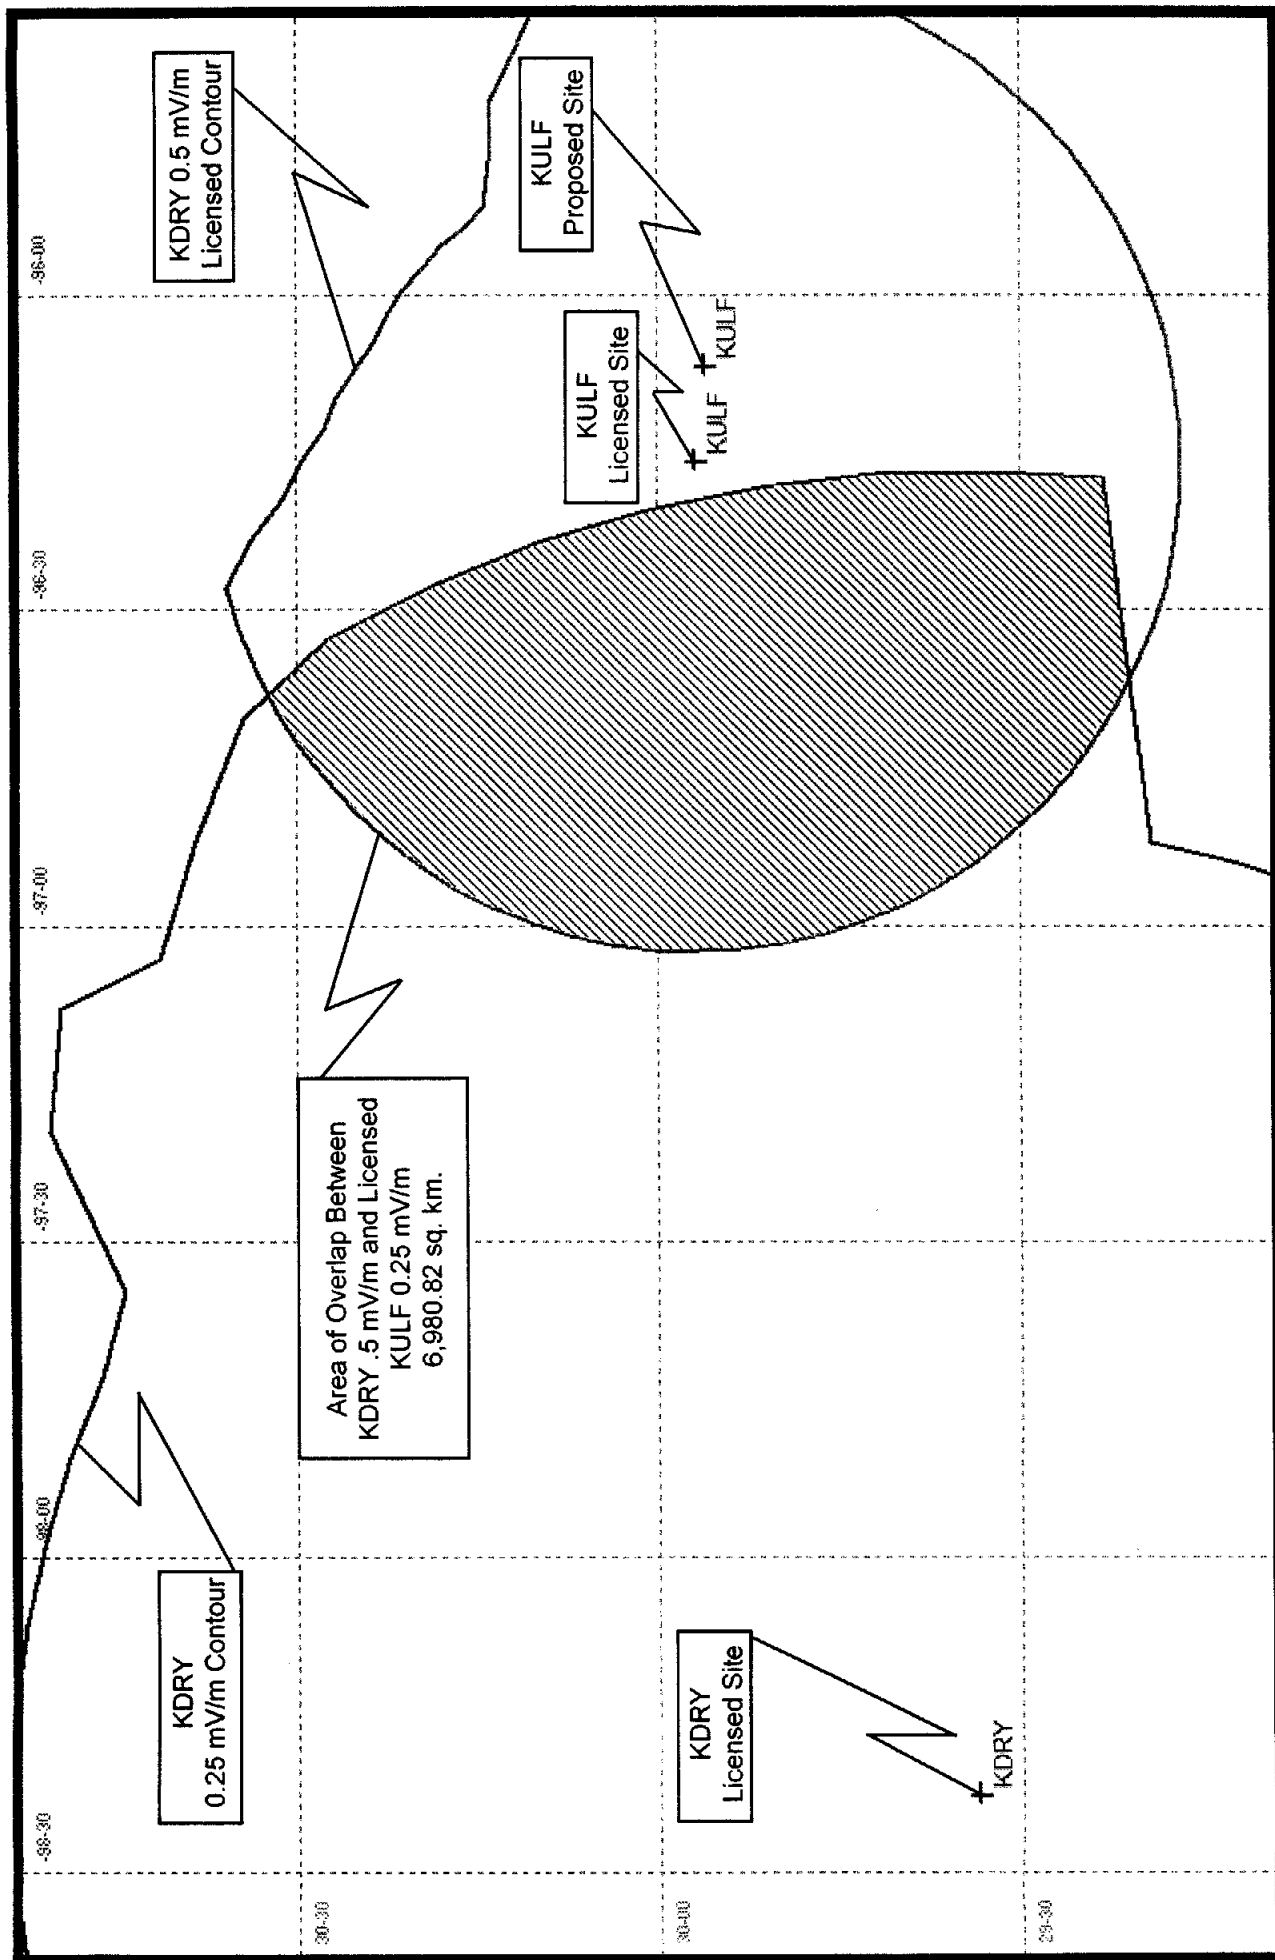 KDRY
0.25 mV/m Contour
KDRY 0.5 mV/m
Licensed Contour
Area of Overlap Between
KDRY .5 mV/m and Licensed
KULF 0.25 mV/m
6,980.82 sq. km.
KULF
Licensed Site
KULF
Proposed Site
KDRY
Licensed Site
KDRY
KULF
KULF
-98-30
-98-00
-97-30
-97-00
-96-30
-96-00
30-30
30-00
29-30